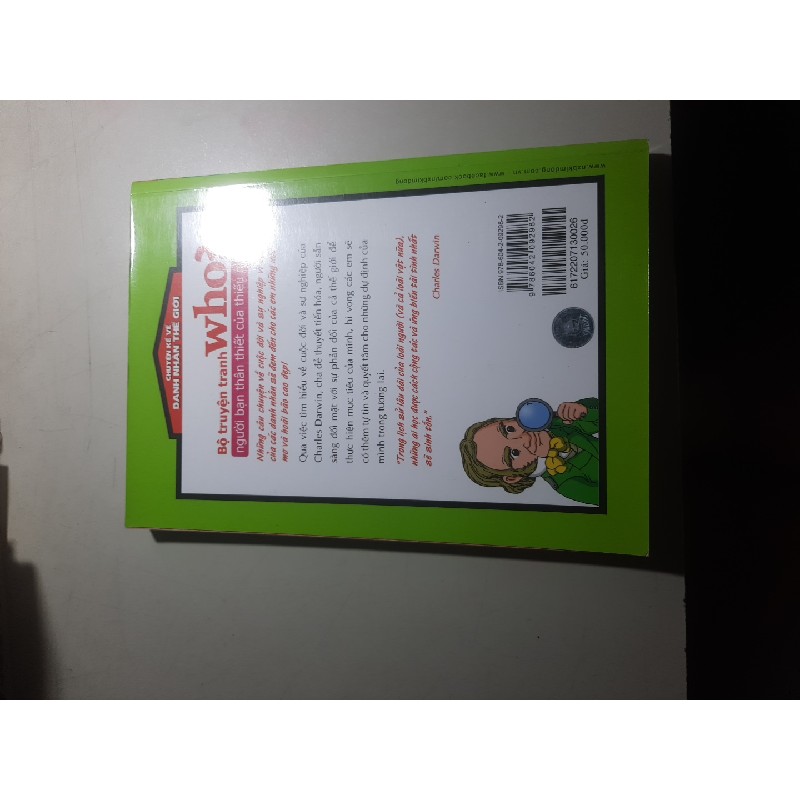 CHUYỆN KỂ VỀ
DANH NHÂN THẾ GIỚI
Bộ truyện tranh who?
người bạn thân thiết của thiếu
Những câu chuyện về cuộc đời và sự nghiệp
của các danh nhân sẽ đem đến cho các em những
mơ và hoài bão cao đẹp!
Qua việc tìm hiểu về cuộc đời và sự nghiệp của
Charles Darwin, cha đẻ thuyết tiến hóa, người sẵn
sàng đối mặt với sự phản đối của cả thế giới để
thực hiện mục tiêu của mình, hi vọng các em sẽ
có thêm tự tin và quyết tâm cho những dự định của
mình trong tương lai.
"Trong lịch sử lâu dài của loài người (và cả loài vật nữa),
những ai học được cách cộng tác và ứng biến tài tình nhất
sẽ sinh tồn."
Charles Darwin
ISBN 978-604-2-09298-2
9786042092982
6172207130026
Giá: 50.000đ
www.nxbkimdong.com.vn www.facebook.com/nxbkimdong